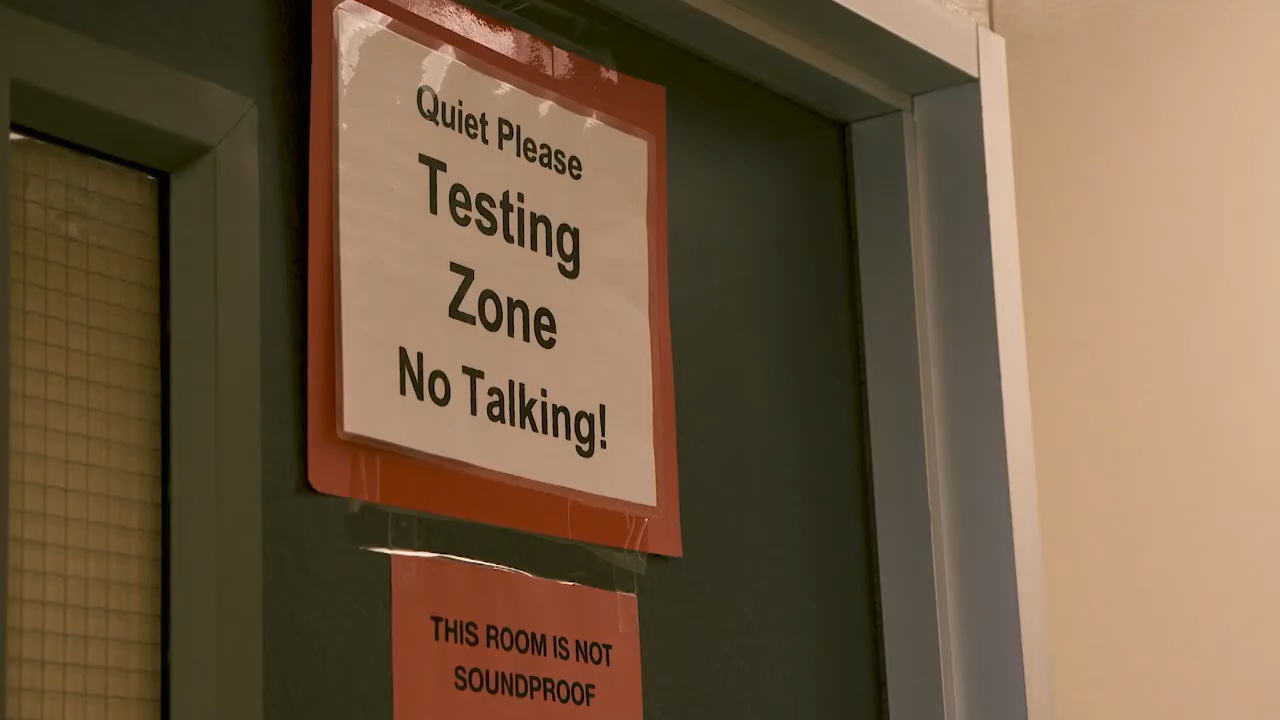 Quiet Please
Testing
Zone
No Talking!
THIS ROOM IS NOT
SOUNDPROOF